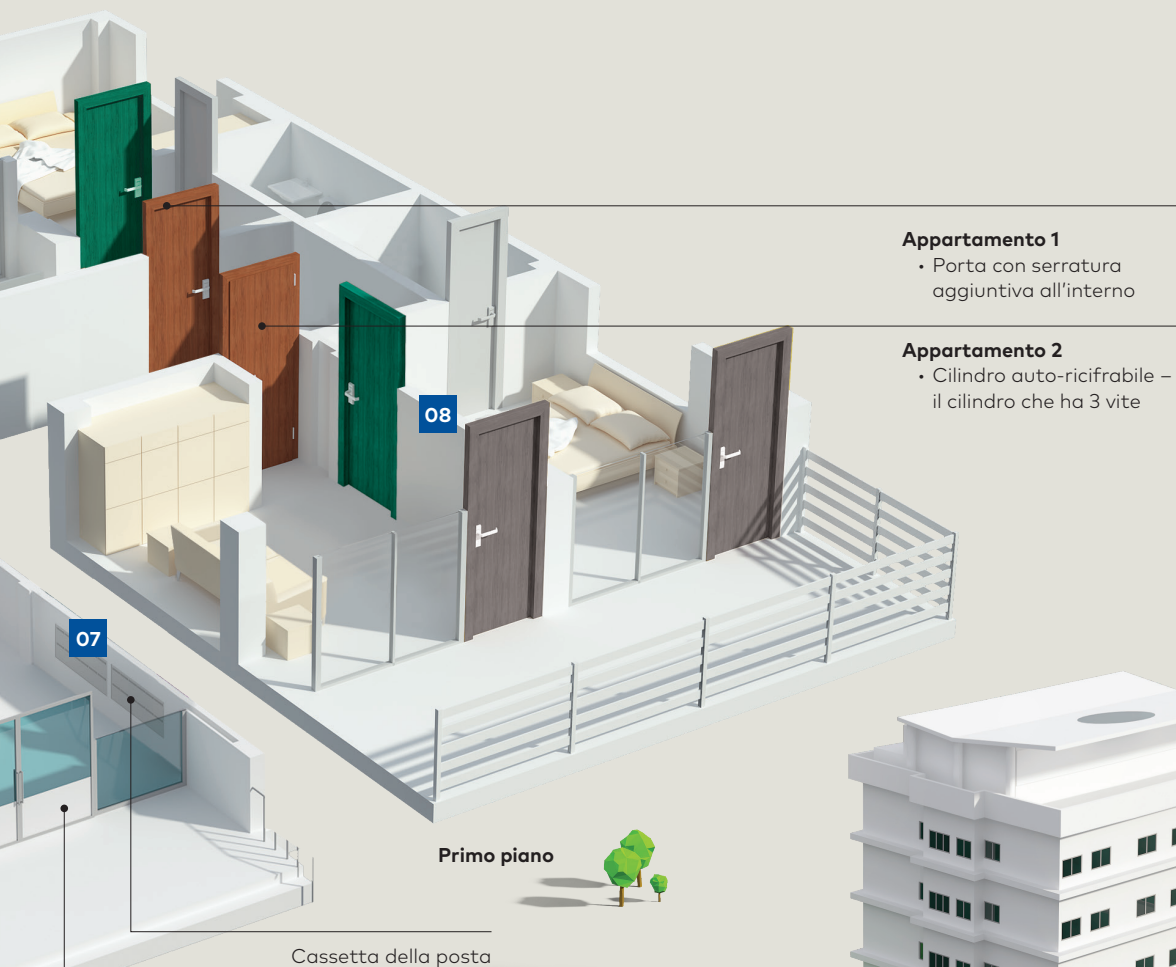 Appartamento 1
• Porta con serratura
aggiuntiva all'interno
Appartamento 2
• Cilindro auto-ricifrabile –
il cilindro che ha 3 vite
08
07
Primo piano
Cassetta della posta